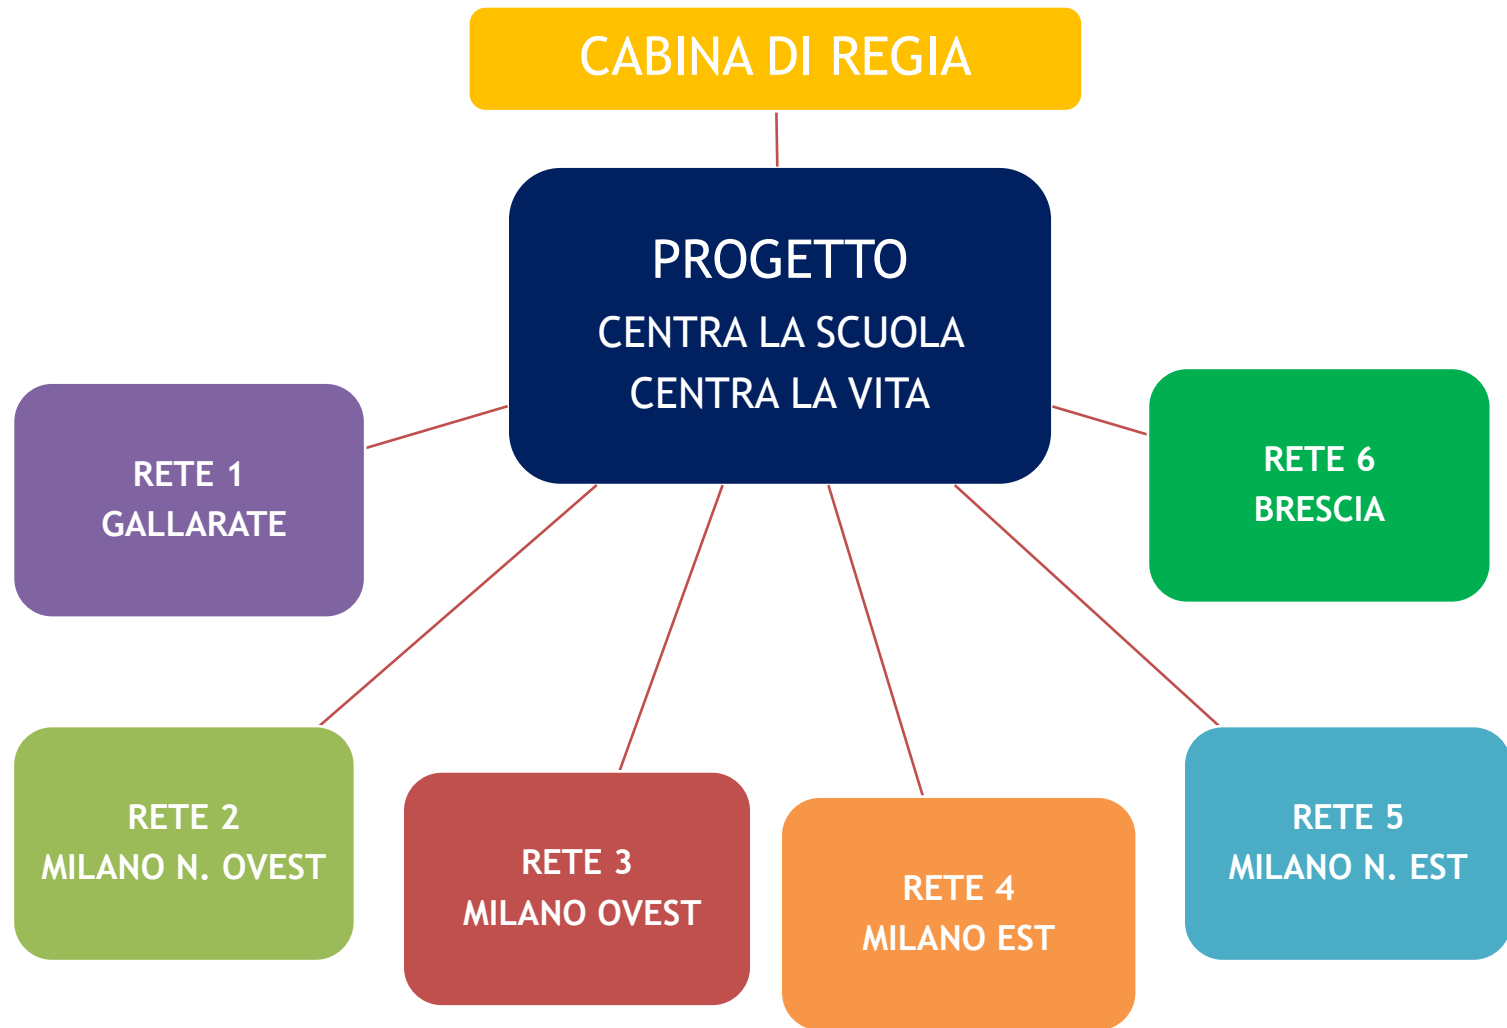 CABINA DI REGIA
PROGETTO
CENTRA LA SCUOLA
CENTRA LA VITA
RETE 1
GALLARATE
RETE 6
BRESCIA
RETE 2
MILANO N. OVEST
RETE 3
MILANO OVEST
RETE 4
MILANO EST
RETE 5
MILANO N. EST